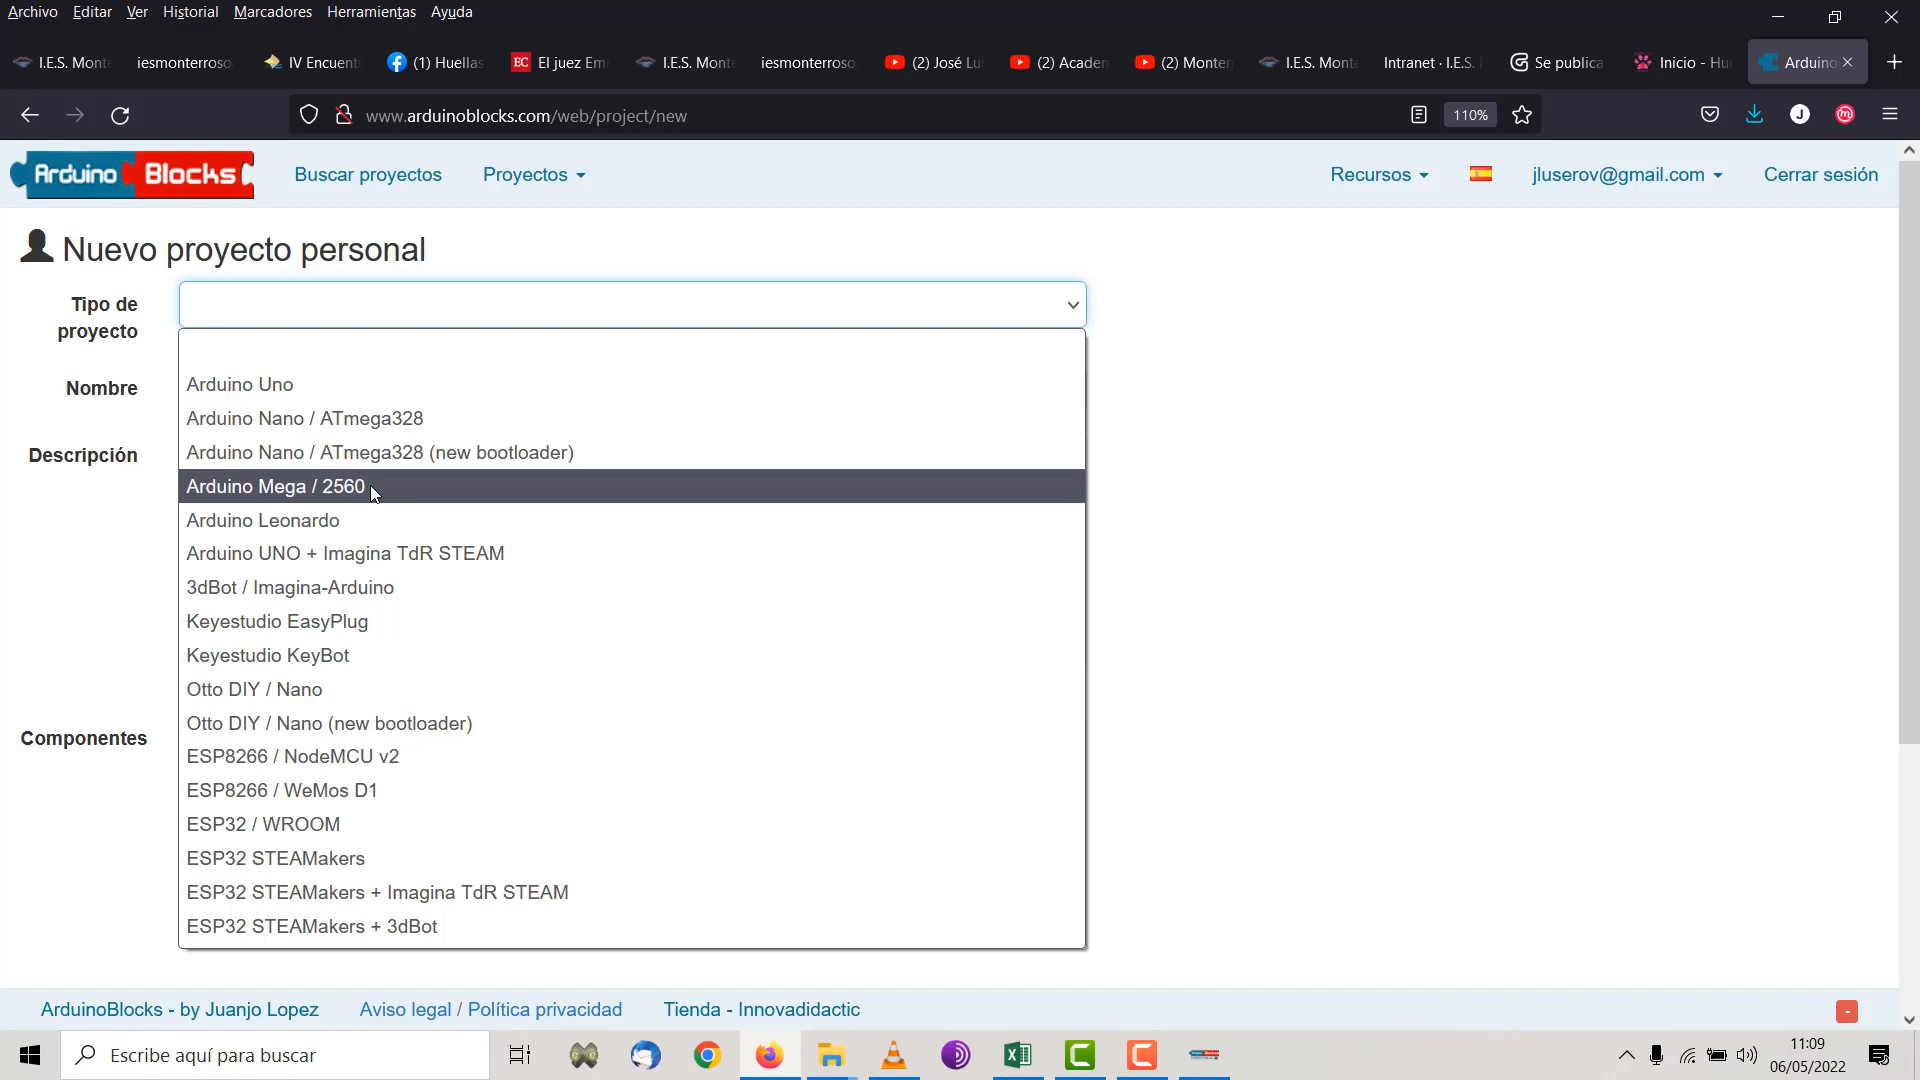 Archivo Editar Ver Historial Marcadores Herramientas Ayuda
I.E.S. Monte iesmonterroso. IV Encuent (1) Huellas EC El juez Em I.E.S. Monte iesmonterroso. (2) José Lu (2) Academ (2) Monter I.E.S. Monte Intranet · I.E.S. Se publica Inicio - Hu Arduino
www.arduinoblocks.com/web/project/new 110% J
Arduino Blocks Buscar proyectos Proyectos Recursos jluserov@gmail.com Cerrar sesión
Nuevo proyecto personal
Tipo de
proyecto
Nombre
Descripción
Componentes
Arduino Uno
Arduino Nano / ATmega328
Arduino Nano / ATmega328 (new bootloader)
Arduino Mega / 2560
Arduino Leonardo
Arduino UNO + Imagina TdR STEAM
3dBot / Imagina-Arduino
Keyestudio EasyPlug
Keyestudio KeyBot
Otto DIY / Nano
Otto DIY / Nano (new bootloader)
ESP8266 / NodeMCU v2
ESP8266 / WeMos D1
ESP32 / WROOM
ESP32 STEAMakers
ESP32 STEAMakers + Imagina TdR STEAM
ESP32 STEAMakers + 3dBot
ArduinoBlocks - by Juanjo Lopez Aviso legal / Política privacidad Tienda - Innovadidactic -
Escribe aquí para buscar
11:09
06/05/2022